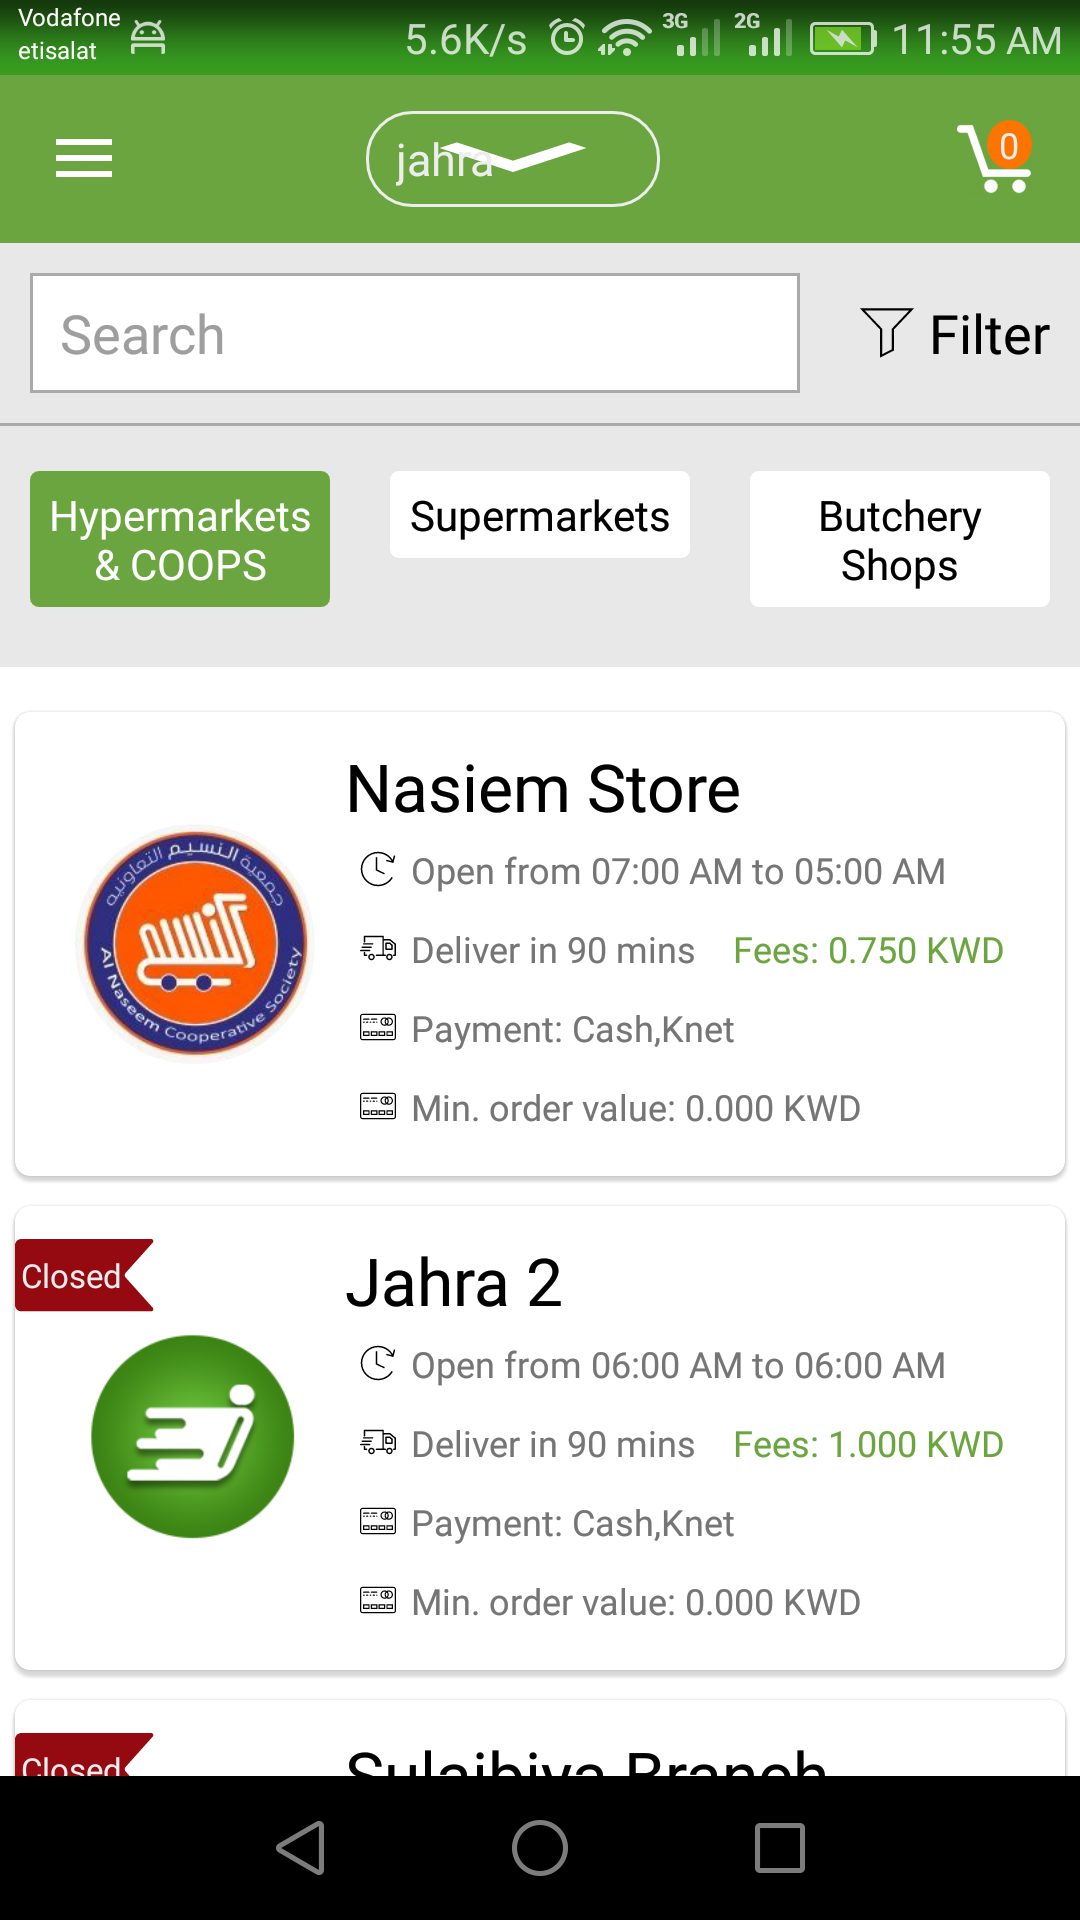 Vodafone
etisalat
5.6K/s 3G 2G 11:55 AM
jahra
0
Search
Filter
Hypermarkets
& COOPS
Supermarkets
Butchery
Shops
Nasiem Store
جمعية النسيم التعاونية
Al Naseem Cooperative Society
Open from 07:00 AM to 05:00 AM
Deliver in 90 mins Fees: 0.750 KWD
Payment: Cash,Knet
Min. order value: 0.000 KWD
Closed
Jahra 2
Open from 06:00 AM to 06:00 AM
Deliver in 90 mins Fees: 1.000 KWD
Payment: Cash,Knet
Min. order value: 0.000 KWD
Closed
Sulaibiya Branch